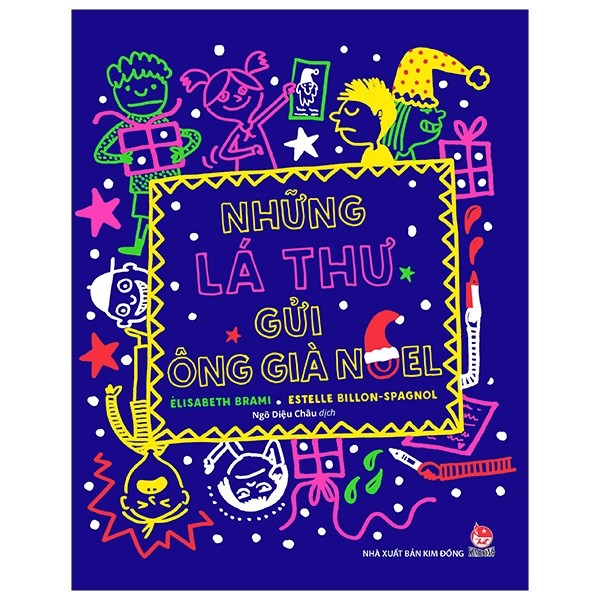 NHỮNG
LÁ THƯ
GỬI
ÔNG GIÀ NOEL
ÉLISABETH BRAMI • ESTELLE BILLON-SPAGNOL
Ngô Diệu Châu dịch
NHÀ XUẤT BẢN KIM ĐỒNG